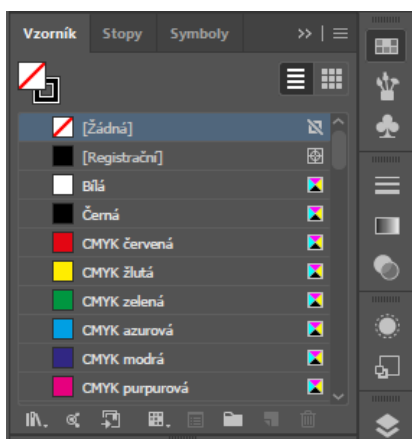 Vzorník Stopy Symboly
[Žádná]
[Registrační]
Bílá
Černá
CMYK červená
CMYK žlutá
CMYK zelená
CMYK azurová
CMYK modrá
CMYK purpurová